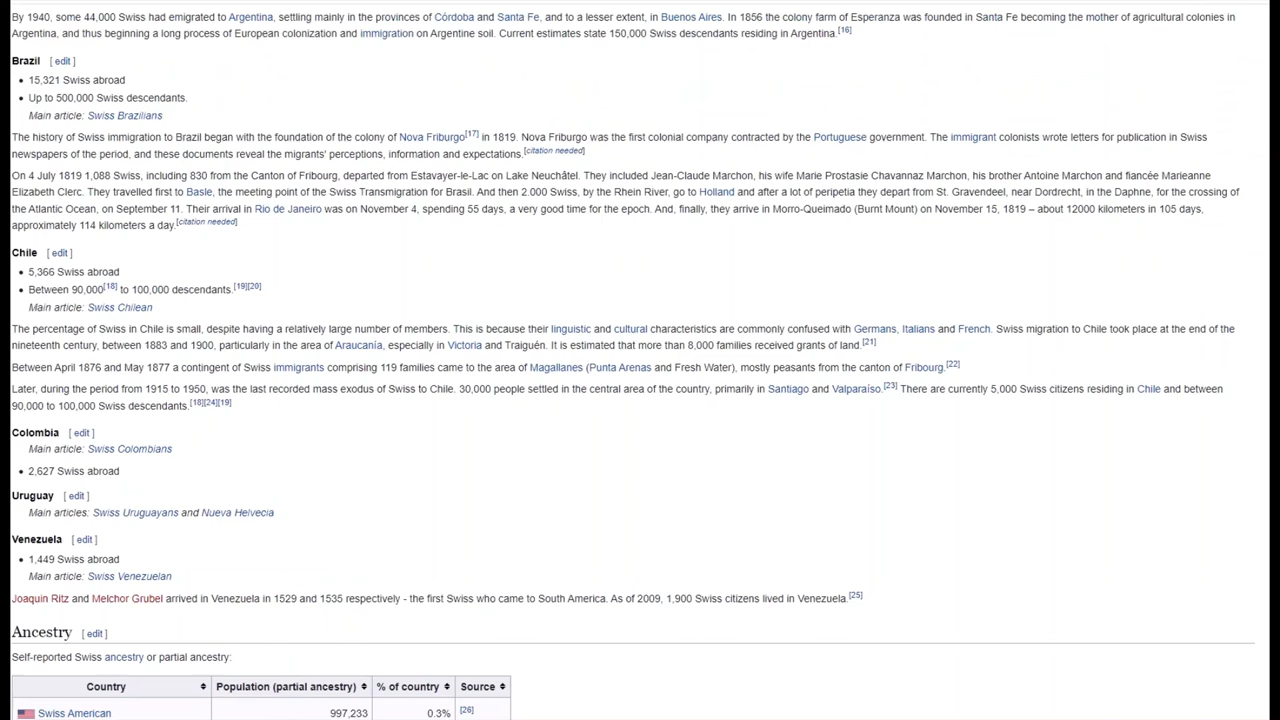 By 1940, some 44,000 Swiss had emigrated to Argentina, settling mainly in the provinces of Córdoba and Santa Fe, and to a lesser extent, in Buenos Aires. In 1856 the colony farm of Esperanza was founded in Santa Fe becoming the mother of agricultural colonies in
Argentina, and thus beginning a long process of European colonization and immigration on Argentine soil. Current estimates state 150,000 Swiss descendants residing in Argentina.[16]
Brazil [ edit ]
• 15,321 Swiss abroad
• Up to 500,000 Swiss descendants.
Main article: Swiss Brazilians
The history of Swiss immigration to Brazil began with the foundation of the colony of Nova Friburgo[17] in 1819. Nova Friburgo was the first colonial company contracted by the Portuguese government. The immigrant colonists wrote letters for publication in Swiss
newspapers of the period, and these documents reveal the migrants' perceptions, information and expectations.[citation needed]
On 4 July 1819 1,088 Swiss, including 830 from the Canton of Fribourg, departed from Estavayer-le-Lac on Lake Neuchâtel. They included Jean-Claude Marchon, his wife Marie Prostasie Chavannaz Marchon, his brother Antoine Marchon and fiancée Marieanne
Elizabeth Clerc. They travelled first to Basle, the meeting point of the Swiss Transmigration for Brasil. And then 2.000 Swiss, by the Rhein River, go to Holland and after a lot of peripetia they depart from St. Gravendeel, near Dordrecht, in the Daphne, for the crossing of
the Atlantic Ocean, on September 11. Their arrival in Rio de Janeiro was on November 4, spending 55 days, a very good time for the epoch. And, finally, they arrive in Morro-Queimado (Burnt Mount) on November 15, 1819 – about 12000 kilometers in 105 days,
approximately 114 kilometers a day.[citation needed]
Chile [ edit ]
• 5,366 Swiss abroad
• Between 90,000[18] to 100,000 descendants.[19][20]
Main article: Swiss Chilean
The percentage of Swiss in Chile is small, despite having a relatively large number of members. This is because their linguistic and cultural characteristics are commonly confused with Germans, Italians and French. Swiss migration to Chile took place at the end of the
nineteenth century, between 1883 and 1900, particularly in the area of Araucanía, especially in Victoria and Traiguén. It is estimated that more than 8,000 families received grants of land.[21]
Between April 1876 and May 1877 a contingent of Swiss immigrants comprising 119 families came to the area of Magallanes (Punta Arenas and Fresh Water), mostly peasants from the canton of Fribourg.[22]
Later, during the period from 1915 to 1950, was the last recorded mass exodus of Swiss to Chile. 30,000 people settled in the central area of the country, primarily in Santiago and Valparaíso.[23] There are currently 5,000 Swiss citizens residing in Chile and between
90,000 to 100,000 Swiss descendants.[18][24][19]
Colombia [ edit ]
Main article: Swiss Colombians
• 2,627 Swiss abroad
Uruguay [ edit ]
Main articles: Swiss Uruguayans and Nueva Helvecia
Venezuela [ edit ]
• 1,449 Swiss abroad
Main article: Swiss Venezuelan
Joaquin Ritz and Melchor Grubel arrived in Venezuela in 1529 and 1535 respectively - the first Swiss who came to South America. As of 2009, 1,900 Swiss citizens lived in Venezuela.[25]
Ancestry [ edit ]
Self-reported Swiss ancestry or partial ancestry:
Country Population (partial ancestry) % of country Source
Swiss American 997,233 0.3% [26]